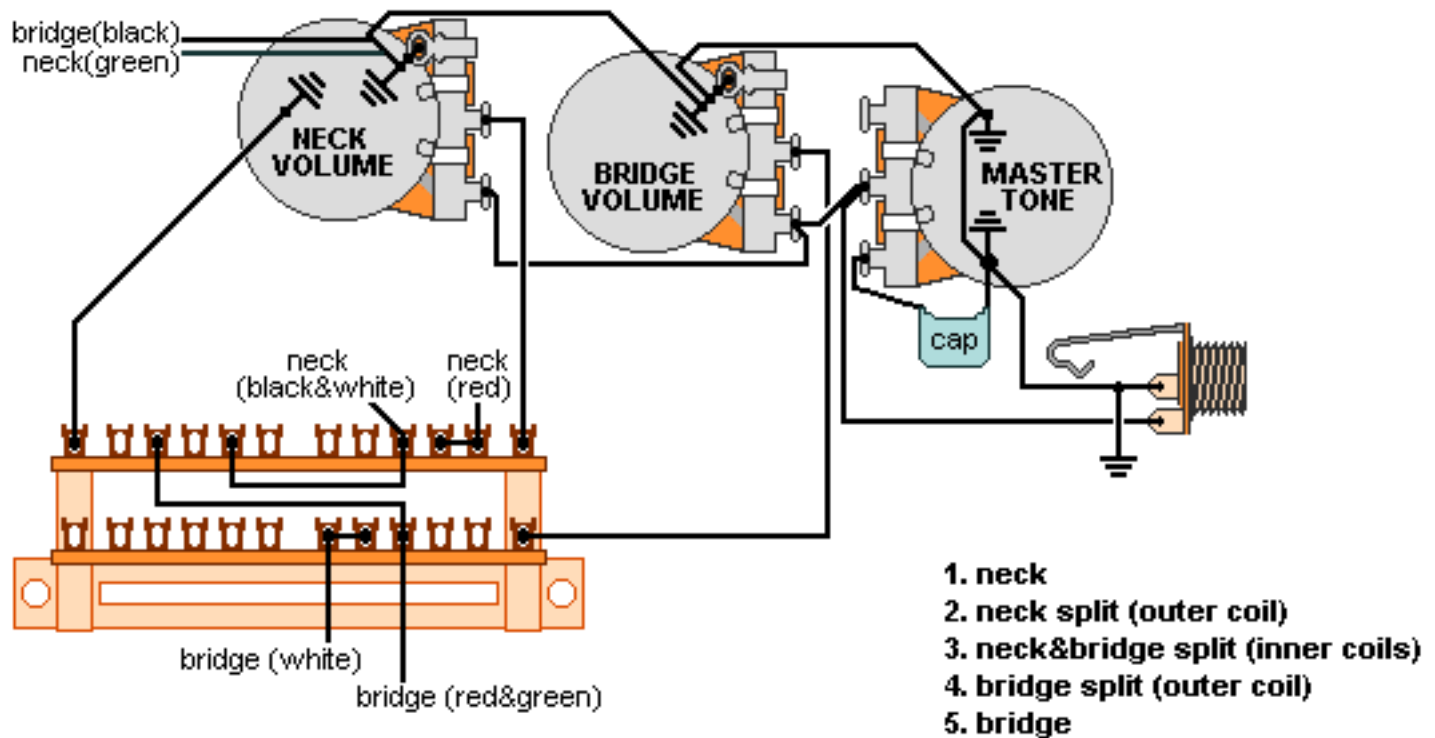 bridge(black)
neck(green)
NECK
VOLUME
BRIDGE
VOLUME
MASTER
TONE
cap
neck
(black&white)
neck
(red)
bridge (white)
bridge (red&green)
1. neck
2. neck split (outer coil)
3. neck&bridge split (inner coils)
4. bridge split (outer coil)
5. bridge